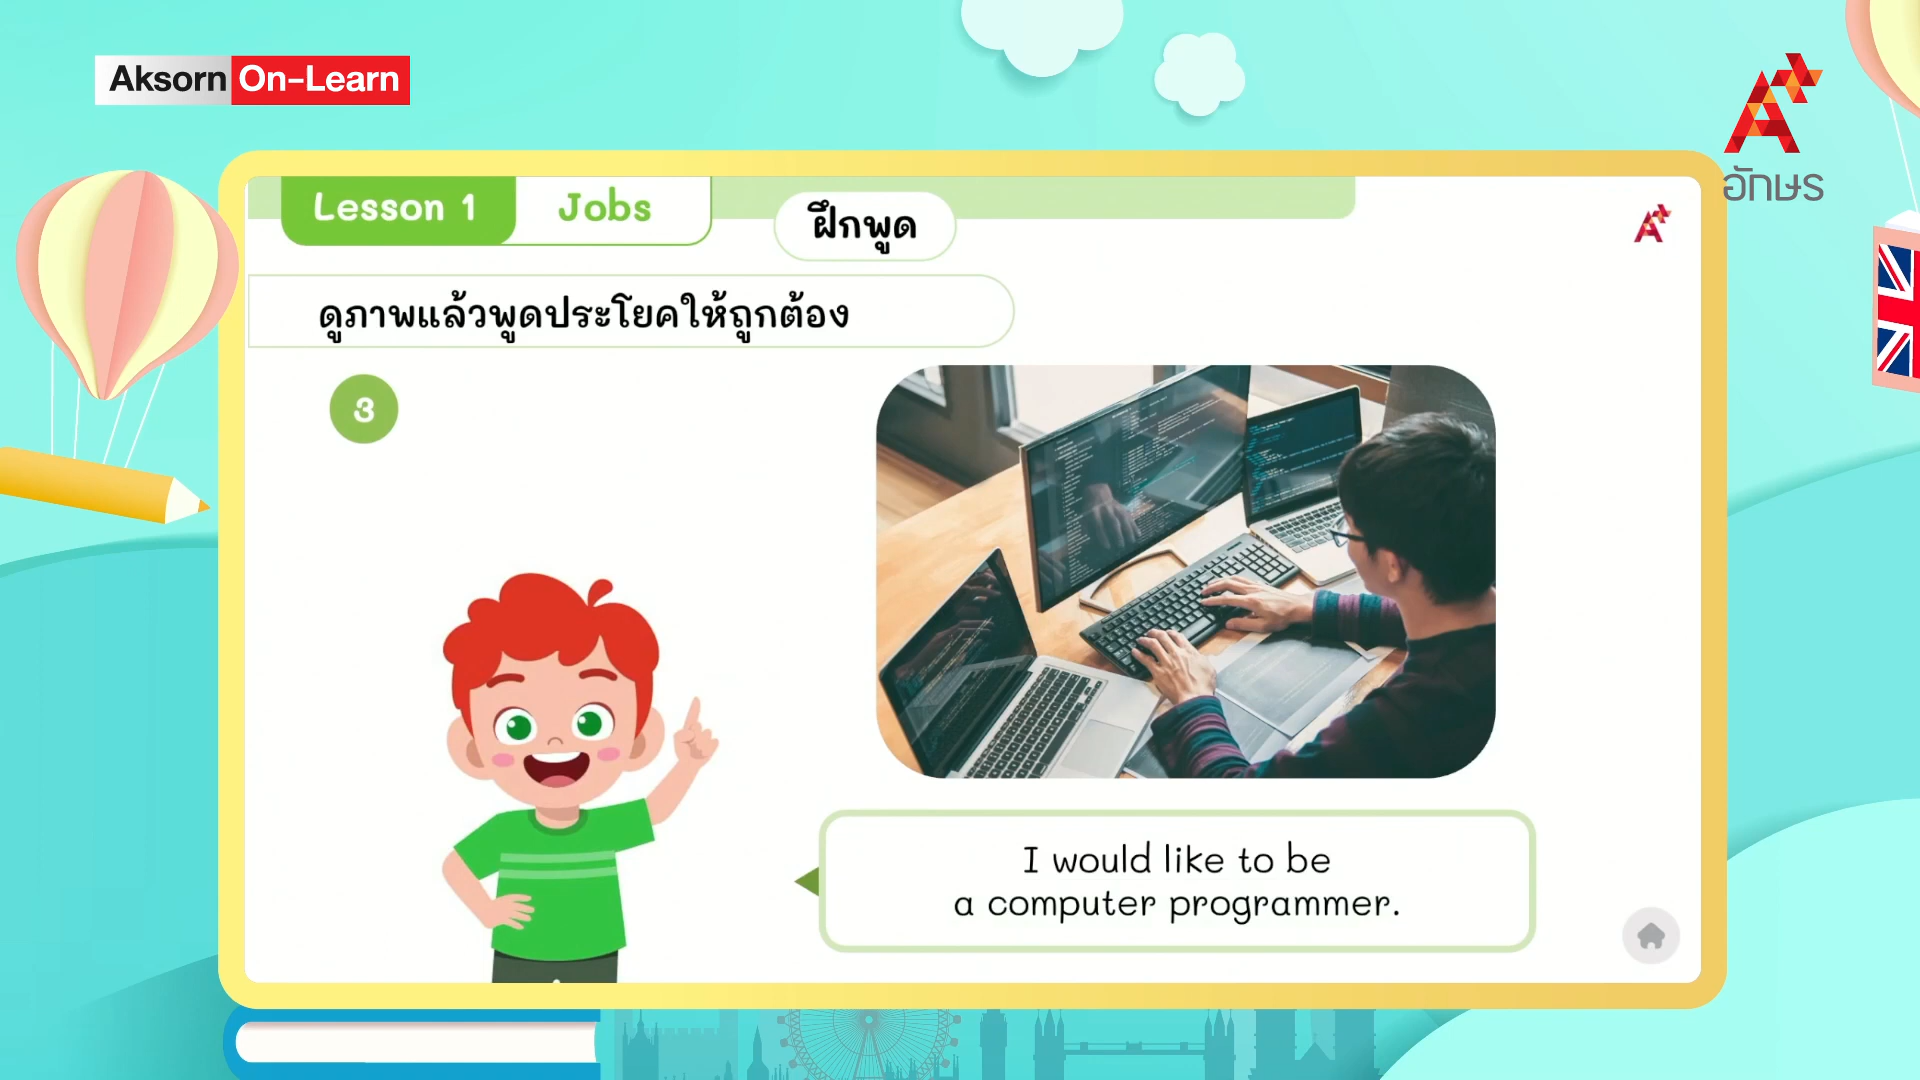 Aksorn On-Learn
อักษร
Lesson 1
Jobs
ฝึกพูด
ดูภาพแล้วพูดประโยคให้ถูกต้อง
3
I would like to be
a computer programmer.